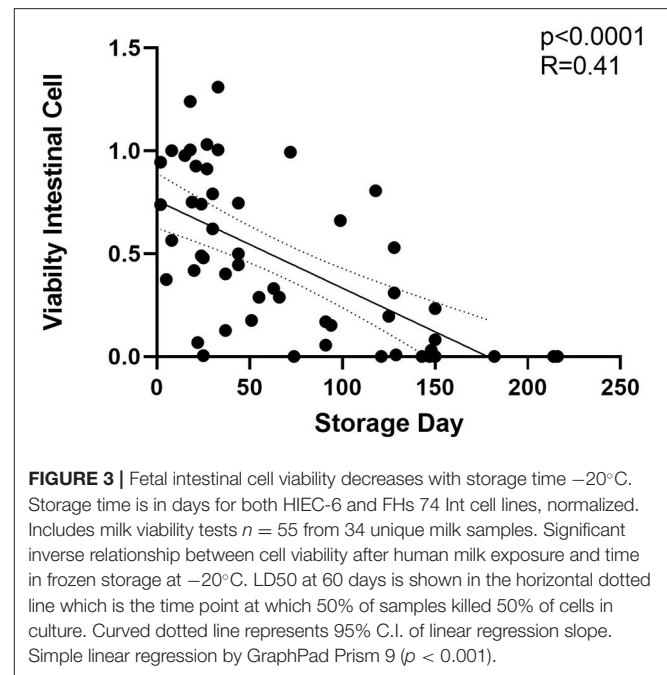 p<0.0001
R=0.41
Viabilty Intestinal Cell
1.5
1.0
0.5
0.0
0 50 100 150 200 250
Storage Day
FIGURE 3 | Fetal intestinal cell viability decreases with storage time −20°C.
Storage time is in days for both HIEC-6 and FHs 74 Int cell lines, normalized.
Includes milk viability tests n = 55 from 34 unique milk samples. Significant
inverse relationship between cell viability after human milk exposure and time
in frozen storage at −20°C. LD50 at 60 days is shown in the horizontal dotted
line which is the time point at which 50% of samples killed 50% of cells in
culture. Curved dotted line represents 95% C.I. of linear regression slope.
Simple linear regression by GraphPad Prism 9 (p < 0.001).